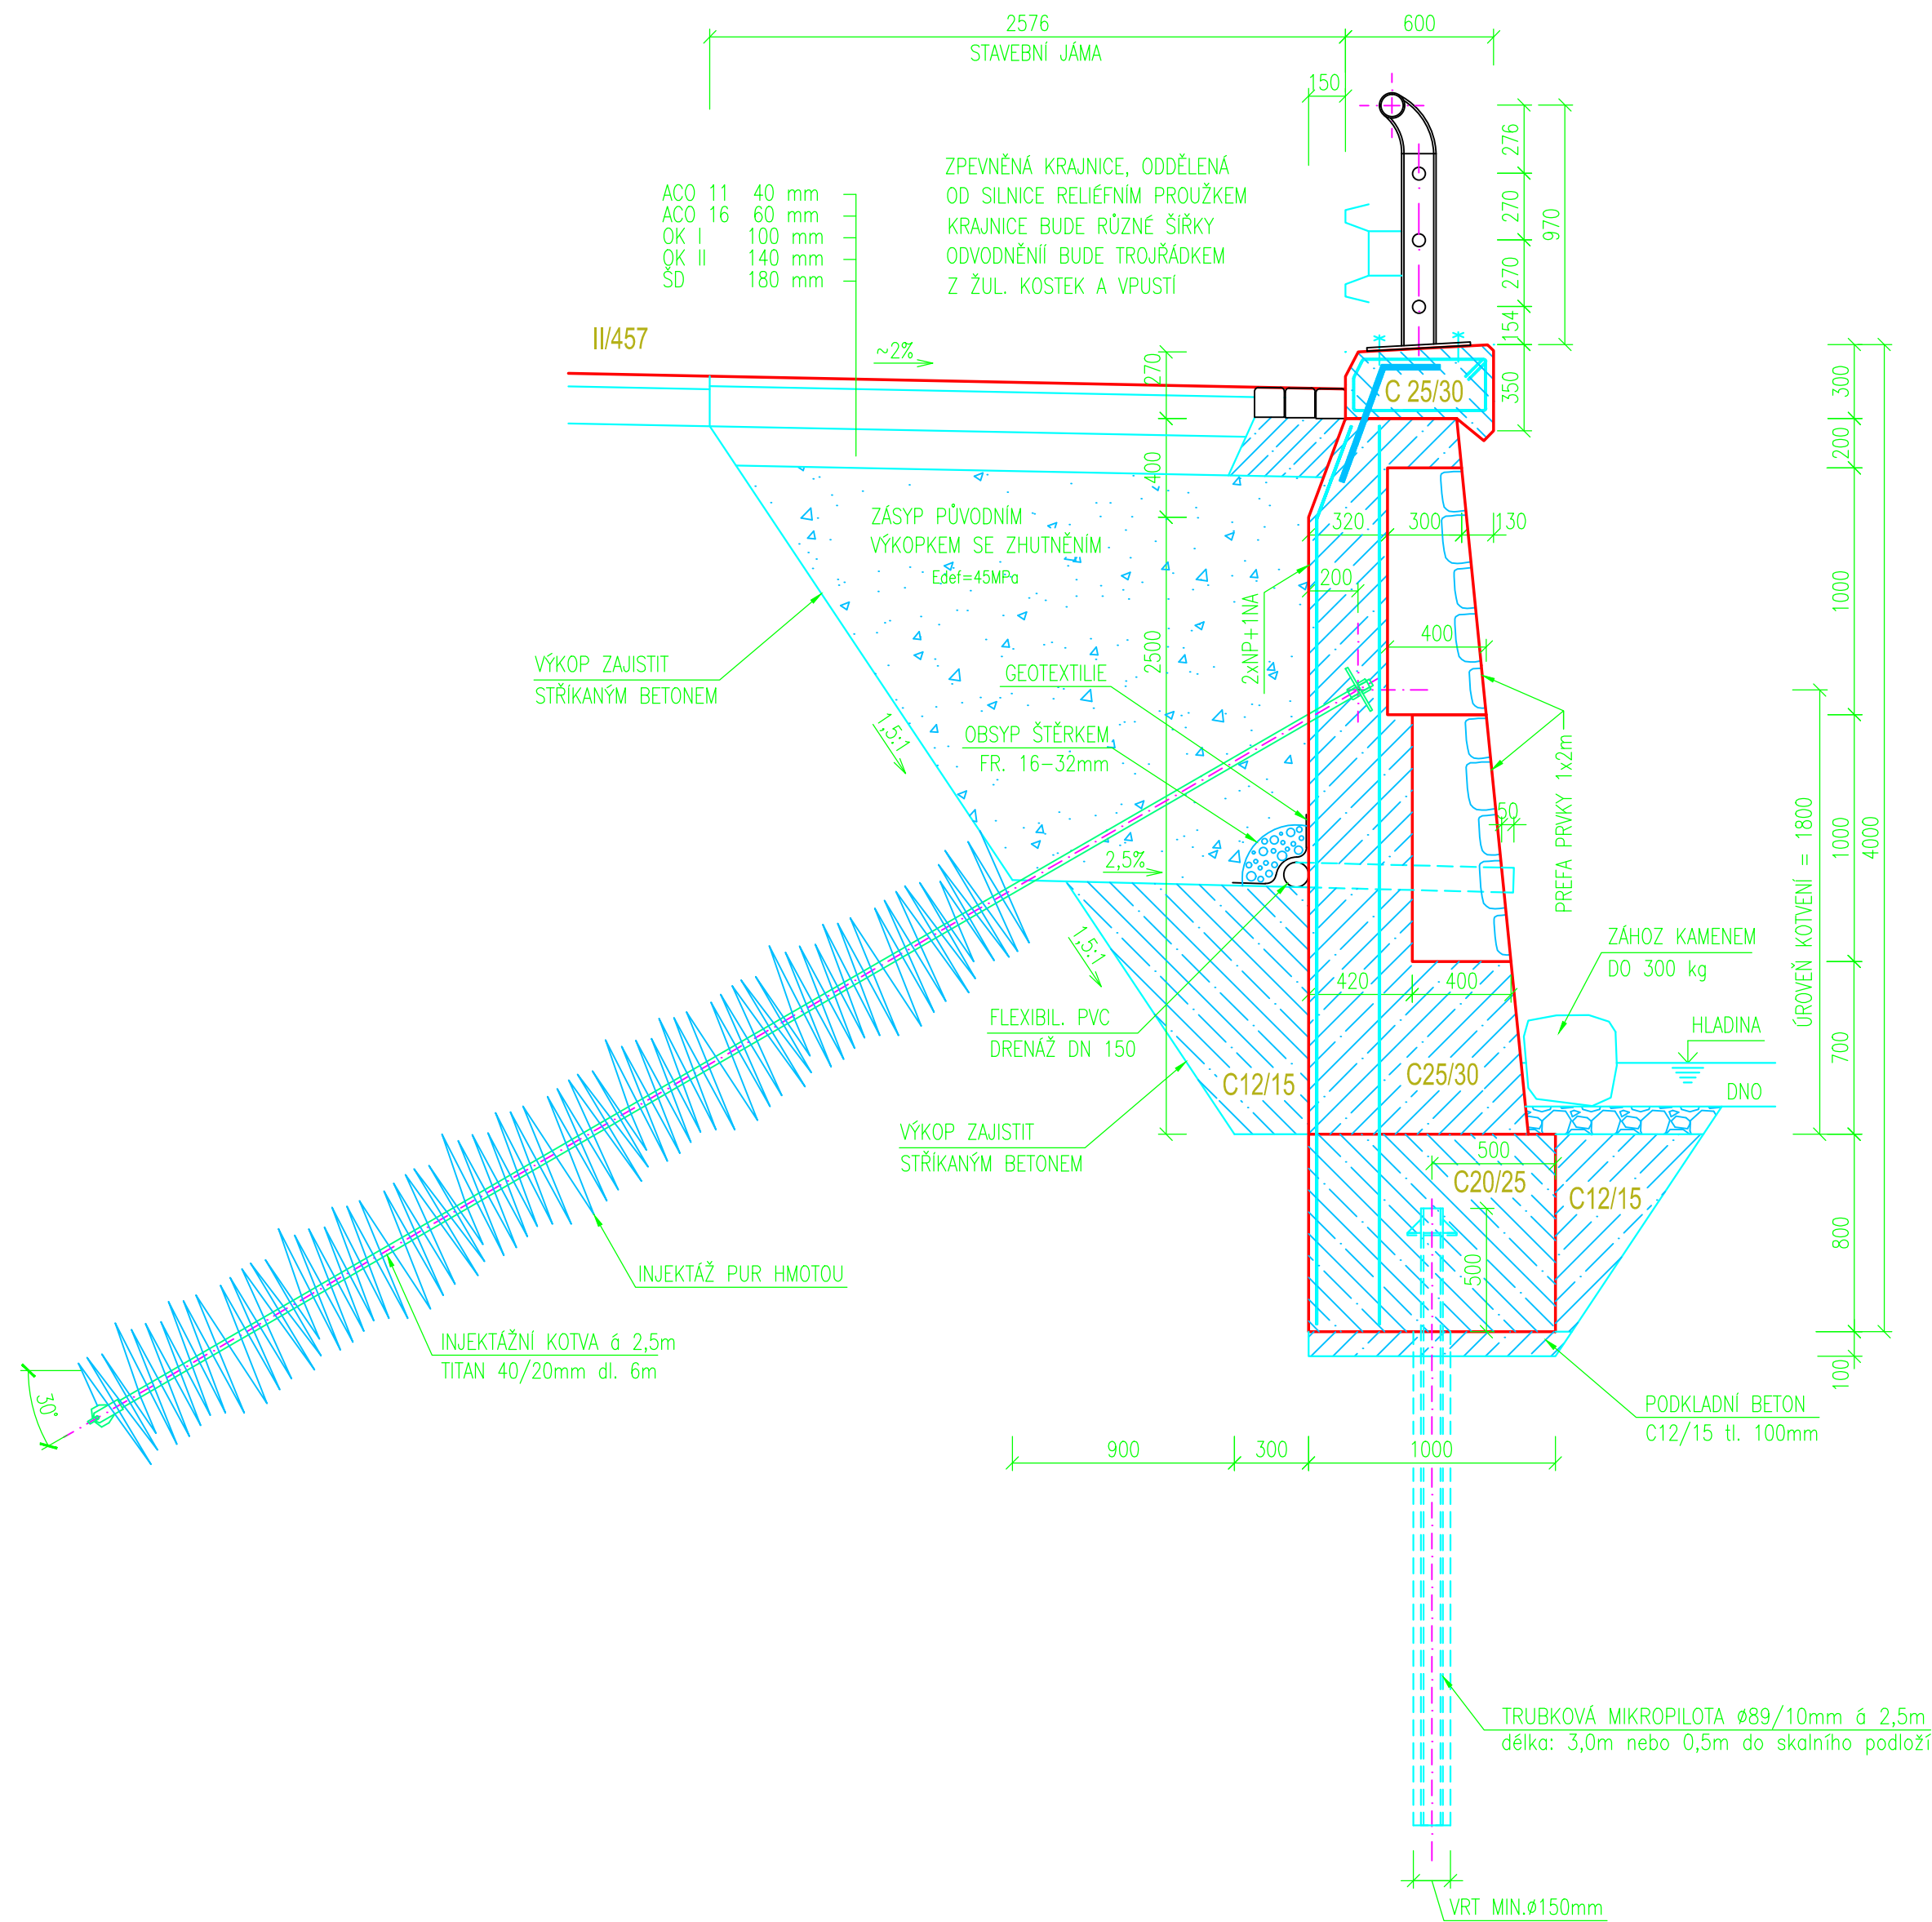 2576
600
STAVEBNÍ JÁMA
150
276
270
270
154
970
350
ZPEVNĚNÁ KRAJNICE, ODDĚLENÁ
OD SILNICE RELIÉFNÍM PROUŽKEM
KRAJNICE BUDE RŮZNÉ ŠÍŘKY
ODVODNĚNÍÍ BUDE TROJŘÁDKEM
Z ŽUL. KOSTEK A VPUSTÍ
ACO 11 40 mm
ACO 16 60 mm
OK I 100 mm
OK II 140 mm
ŠD 180 mm
II/457
~2%
270
400
2500
C 25/30
300
200
1000
1000
700
800
100
4000
ZÁSYP PŮVODNÍM
VÝKOPKEM SE ZHUTNĚNÍM
Edef=45MPa
320
300
130
200
2xNP+1NA
400
VÝKOP ZAJISTIT
STŘÍKANÝM BETONEM
1,5:1
GEOTEXTILIE
OBSYP ŠTĚRKEM
FR. 16-32mm
PREFA PRVKY 1x2m
50
ÚROVEŇ KOTVENÍ = 1800
2,5%
1,5:1
420
400
ZÁHOZ KAMENEM
DO 300 kg
HLADINA
DNO
FLEXIBIL. PVC
DRENÁŽ DN 150
C12/15
C25/30
VÝKOP ZAJISTIT
STŘÍKANÝM BETONEM
500
C20/25
C12/15
500
INJEKTÁŽ PUR HMOTOU
INJEKTÁŽNÍ KOTVA á 2,5m
TITAN 40/20mm dl. 6m
30°
PODKLADNÍ BETON
C12/15 tl. 100mm
900
300
1000
TRUBKOVÁ MIKROPILOTA ø89/10mm á 2,5m
délka: 3,0m nebo 0,5m do skalního podloží
VRT MIN.ø150mm